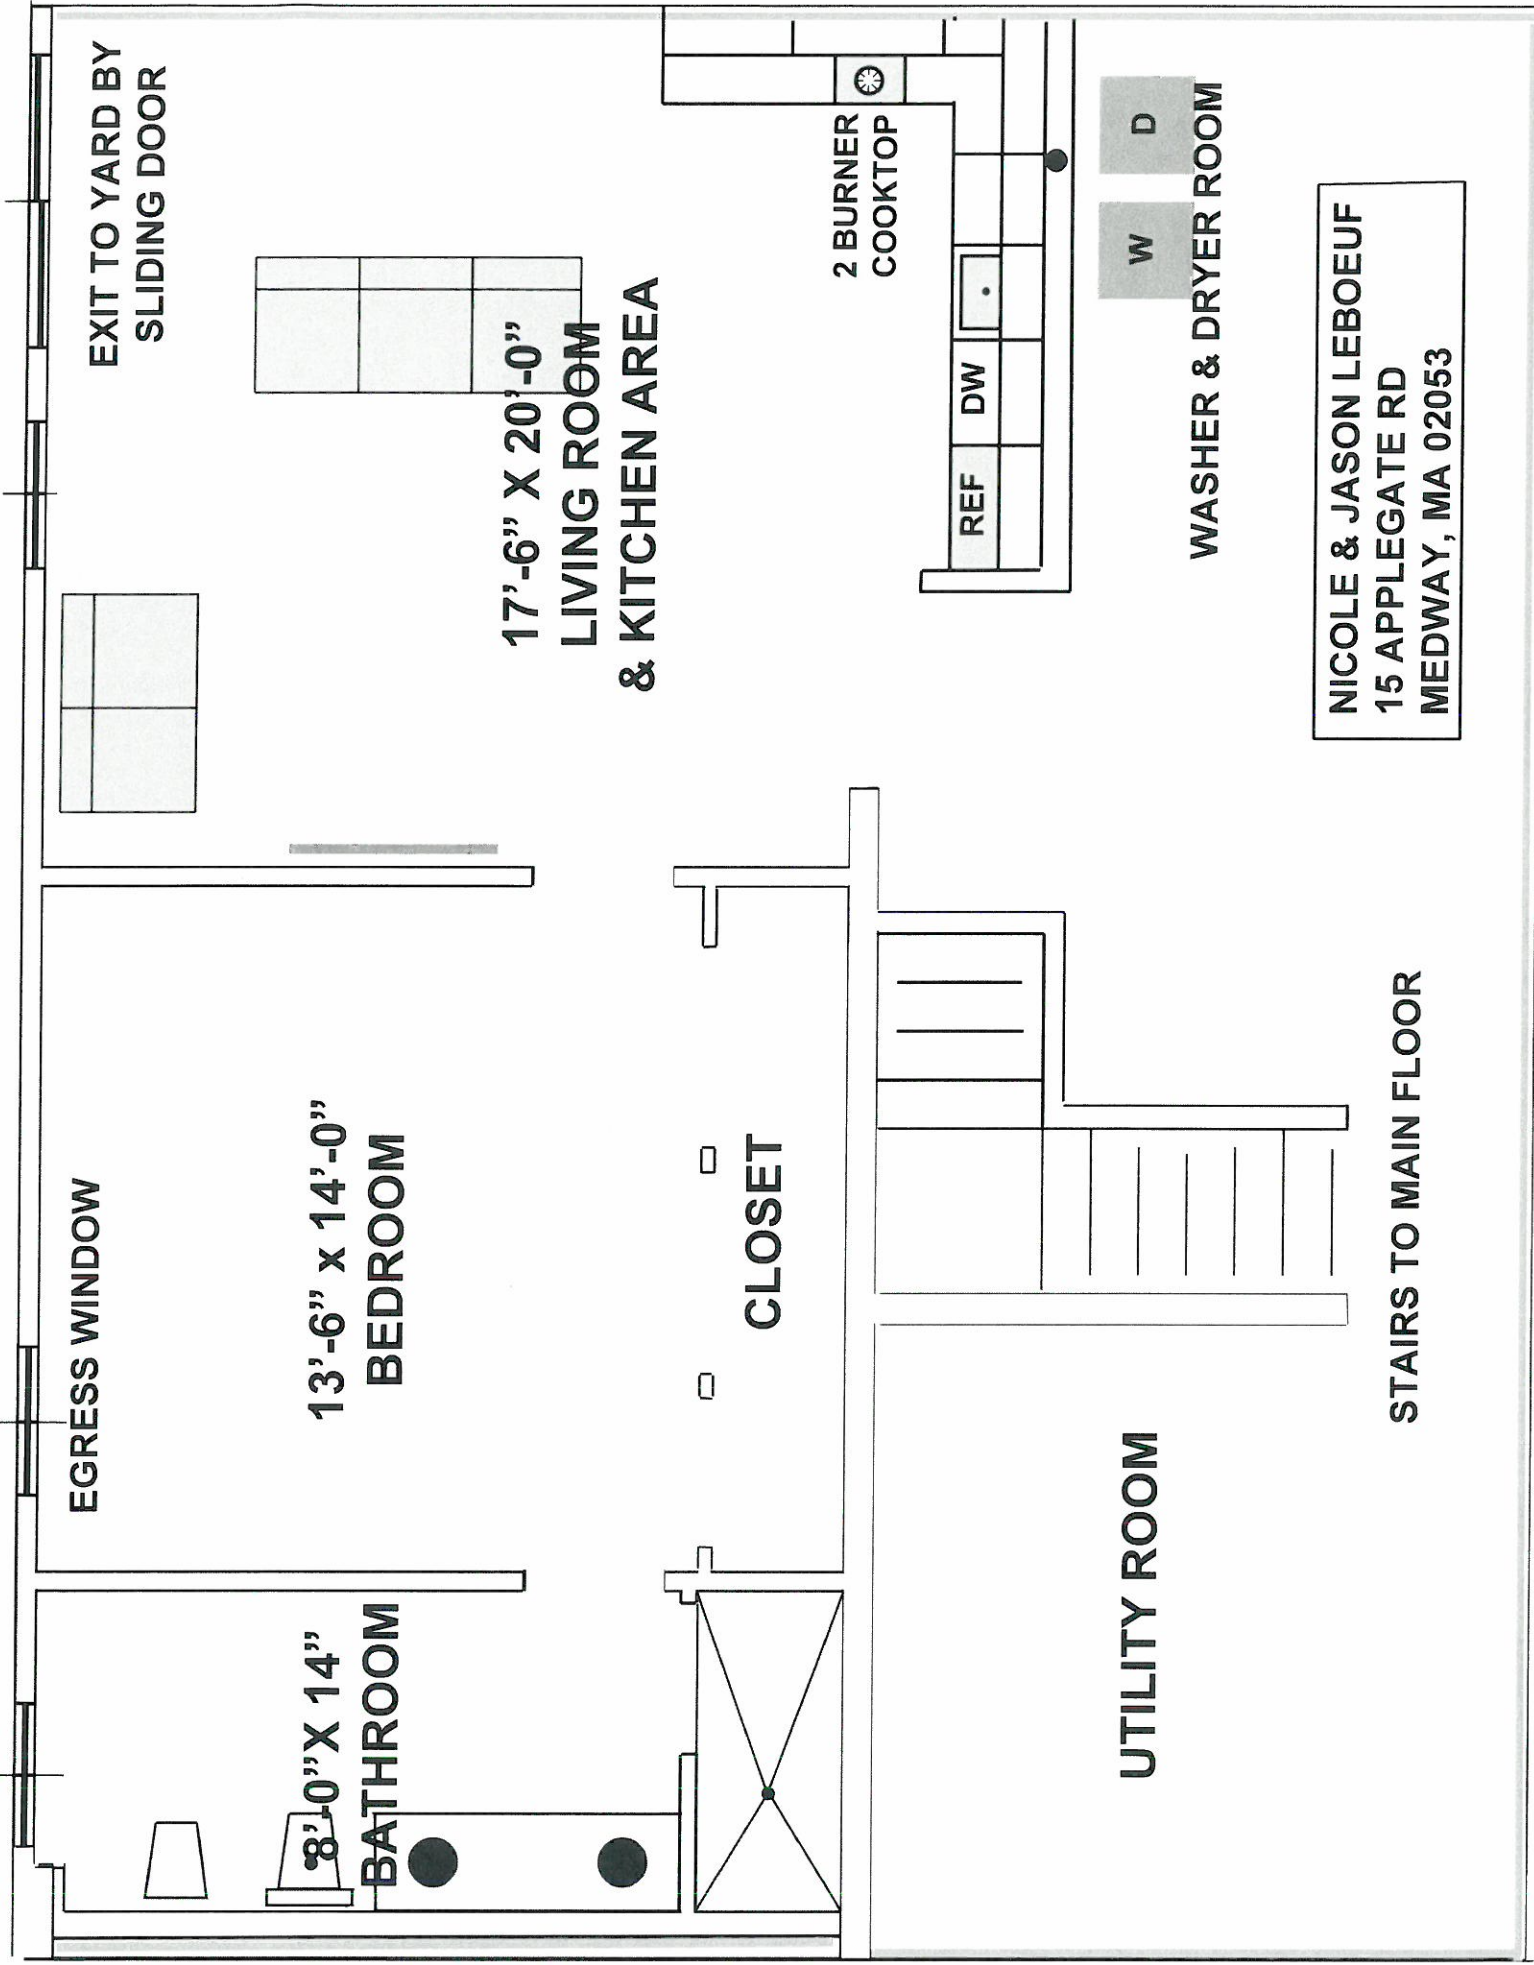 EXIT TO YARD BY
SLIDING DOOR
EGRESS WINDOW
8'-0"X 14"
BATHROOM
13'-6" x 14'-0"
BEDROOM
17'-6" X 20'-0"
LIVING ROOM
& KITCHEN AREA
CLOSET
2 BURNER
COOKTOP
REF
DW
W
D
WASHER & DRYER ROOM
UTILITY ROOM
STAIRS TO MAIN FLOOR
NICOLE & JASON LEBOEUF
15 APPLEGATE RD
MEDWAY, MA 02053